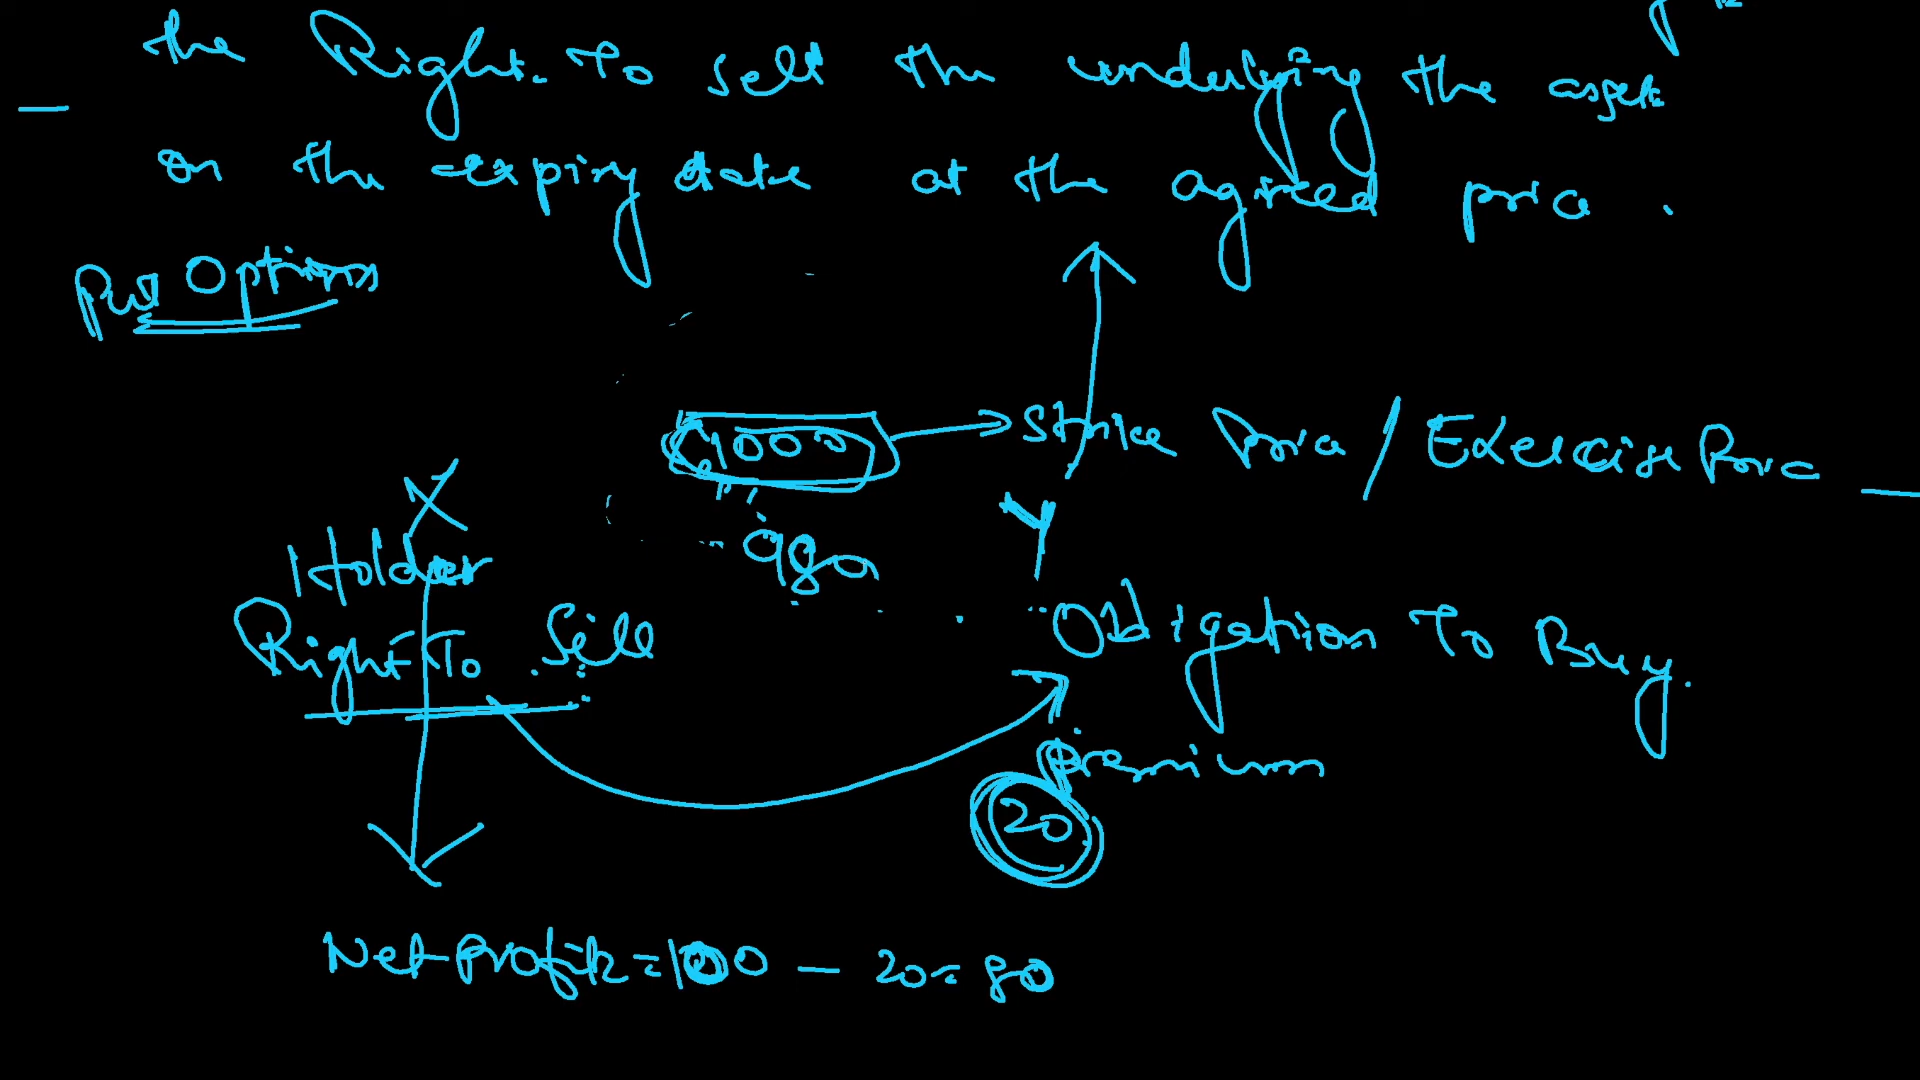 the Right To sell the underlying the asset
on the expiry date at the agreed price.
Put Options
1000 Strike Price / Exercise Price
X Y
Holder
Right To Sell Obligation To Buy.
premium
20
Net Profit = 100 - 20 = 80